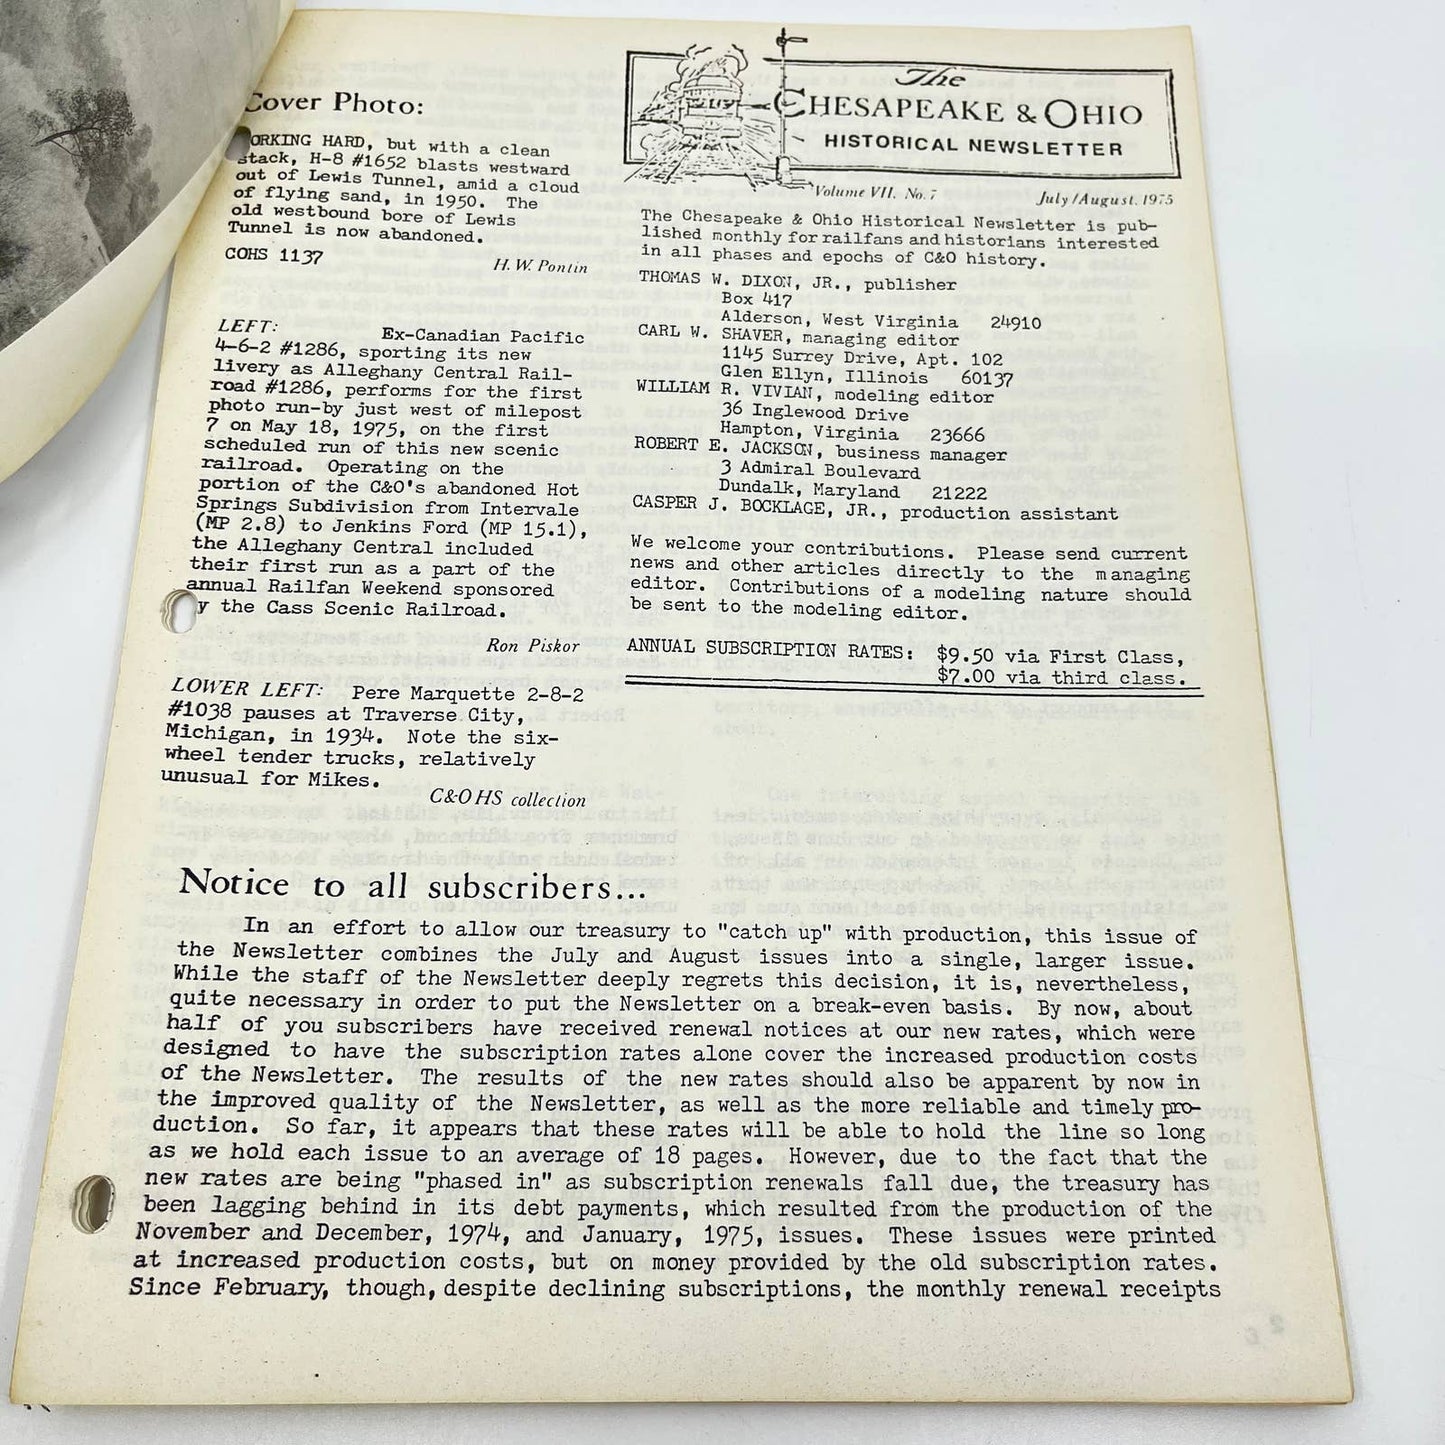 Cover Photo:
ORKING HARD, but with a clean
stack, H-8 #1652 blasts westward
out of Lewis Tunnel, amid a cloud
of flying sand, in 1950. The
old westbound bore of Lewis
Tunnel is now abandoned.
COHS 1137
H. W. Pontin
LEFT: Ex-Canadian Pacific
4-6-2 #1286, sporting its new
livery as Alleghany Central Rail-
road #1286, performs for the first
photo run-by just west of milepost
7 on May 18, 1975, on the first
scheduled run of this new scenic
railroad. Operating on the
portion of the C&O's abandoned Hot
Springs Subdivision from Intervale
(MP 2.8) to Jenkins Ford (MP 15.1),
the Alleghany Central included
their first run as a part of the
annual Railfan Weekend sponsored
y the Cass Scenic Railroad.
Ron Piskor
LOWER LEFT: Pere Marquette 2-8-2
#1038 pauses at Traverse City,
Michigan, in 1934. Note the six-
wheel tender trucks, relatively
unusual for Mikes.
C&OHS collection
The
CHESAPEAKE & OHIO
HISTORICAL NEWSLETTER
Volume VII. No. 7 July/August, 1975
The Chesapeake & Ohio Historical Newsletter is pub-
lished monthly for railfans and historians interested
in all phases and epochs of C&O history.
THOMAS W. DIXON, JR., publisher
Box 417
Alderson, West Virginia 24910
CARL W. SHAVER, managing editor
1145 Surrey Drive, Apt. 102
Glen Ellyn, Illinois 60137
WILLIAM R. VIVIAN, modeling editor
36 Inglewood Drive
Hampton, Virginia 23666
ROBERT E. JACKSON, business manager
3 Admiral Boulevard
Dundalk, Maryland 21222
CASPER J. BOCKLAGE, JR., production assistant
We welcome your contributions. Please send current
news and other articles directly to the managing
editor. Contributions of a modeling nature should
be sent to the modeling editor.
ANNUAL SUBSCRIPTION RATES: $9.50 via First Class,
$7.00 via third class.
Notice to all subscribers...
In an effort to allow our treasury to "catch up" with production, this issue of
the Newsletter combines the July and August issues into a single, larger issue.
While the staff of the Newsletter deeply regrets this decision, it is, nevertheless,
quite necessary in order to put the Newsletter on a break-even basis. By now, about
half of you subscribers have received renewal notices at our new rates, which were
designed to have the subscription rates alone cover the increased production costs
of the Newsletter. The results of the new rates should also be apparent by now in
the improved quality of the Newsletter, as well as the more reliable and timely pro-
duction. So far, it appears that these rates will be able to hold the line so long
as we hold each issue to an average of 18 pages. However, due to the fact that the
new rates are being "phased in" as subscription renewals fall due, the treasury has
been lagging behind in its debt payments, which resulted from the production of the
November and December, 1974, and January, 1975, issues. These issues were printed
at increased production costs, but on money provided by the old subscription rates.
Since February, though, despite declining subscriptions, the monthly renewal receipts